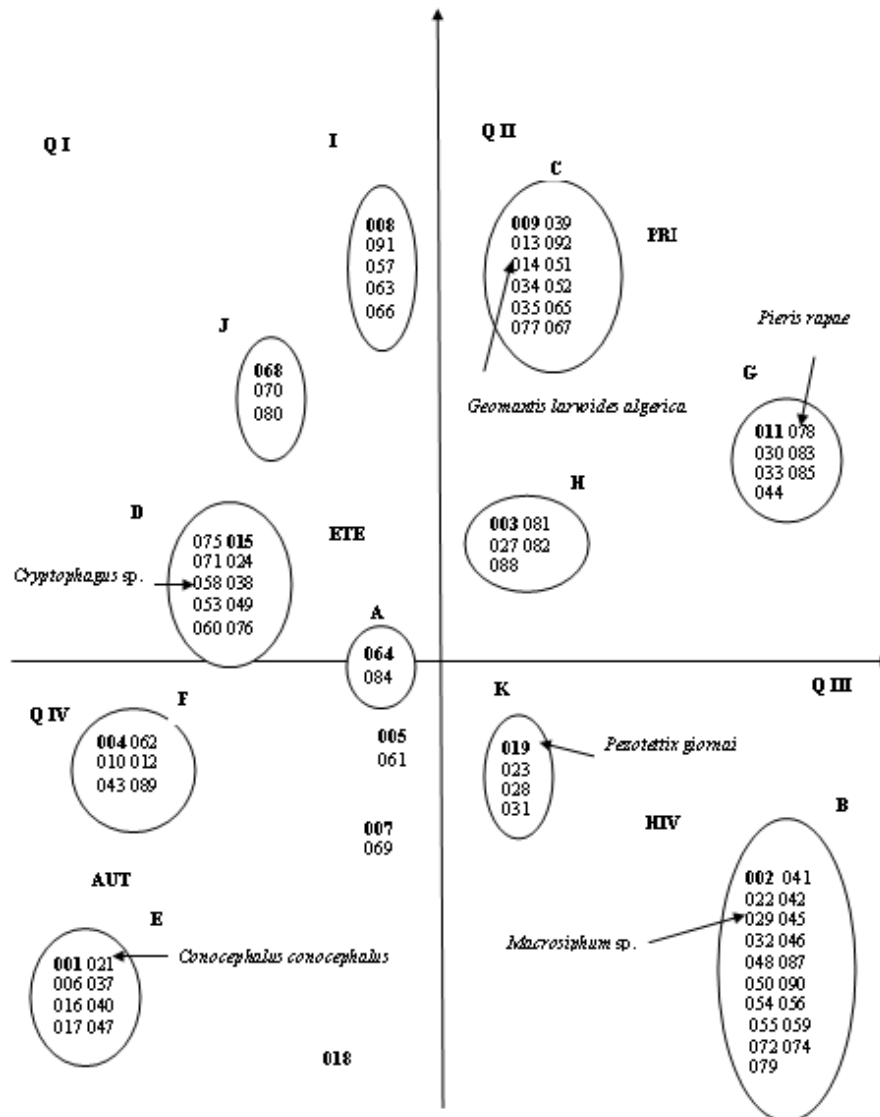 Q I
I
Q II
C
008
091
057
063
066
009 039
013 092
014 051
034 052
035 065
077 067
PRI
J
068
070
080
Geomantis larvoides algerica
Pieris rapae
G
011 078
030 083
033 085
044
D
075 015
071 024
058 038
053 049
060 076
Cryptophagus sp.
ETE
H
003 081
027 082
088
A
064
084
K
Q III
Q IV
F
004 062
010 012
043 089
005
061
019
023
028
031
Pezotettix giornai
007
069
HIV
B
AUT
E
001 021
006 037
016 040
017 047
Conocephalus conocephalus
Macrosiphum sp.
002 041
022 042
029 045
032 046
048 087
050 090
054 056
055 059
072 074
079
018